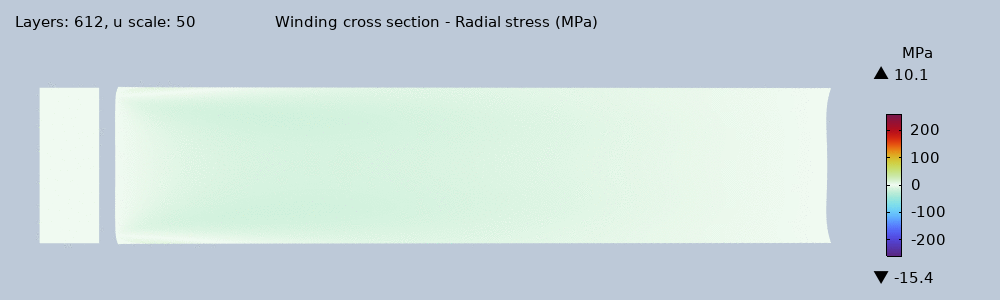 Layers: 612, u scale: 50
Winding cross section - Radial stress (MPa)
MPa
▲ 10.1
200
100
0
-100
-200
▼ -15.4